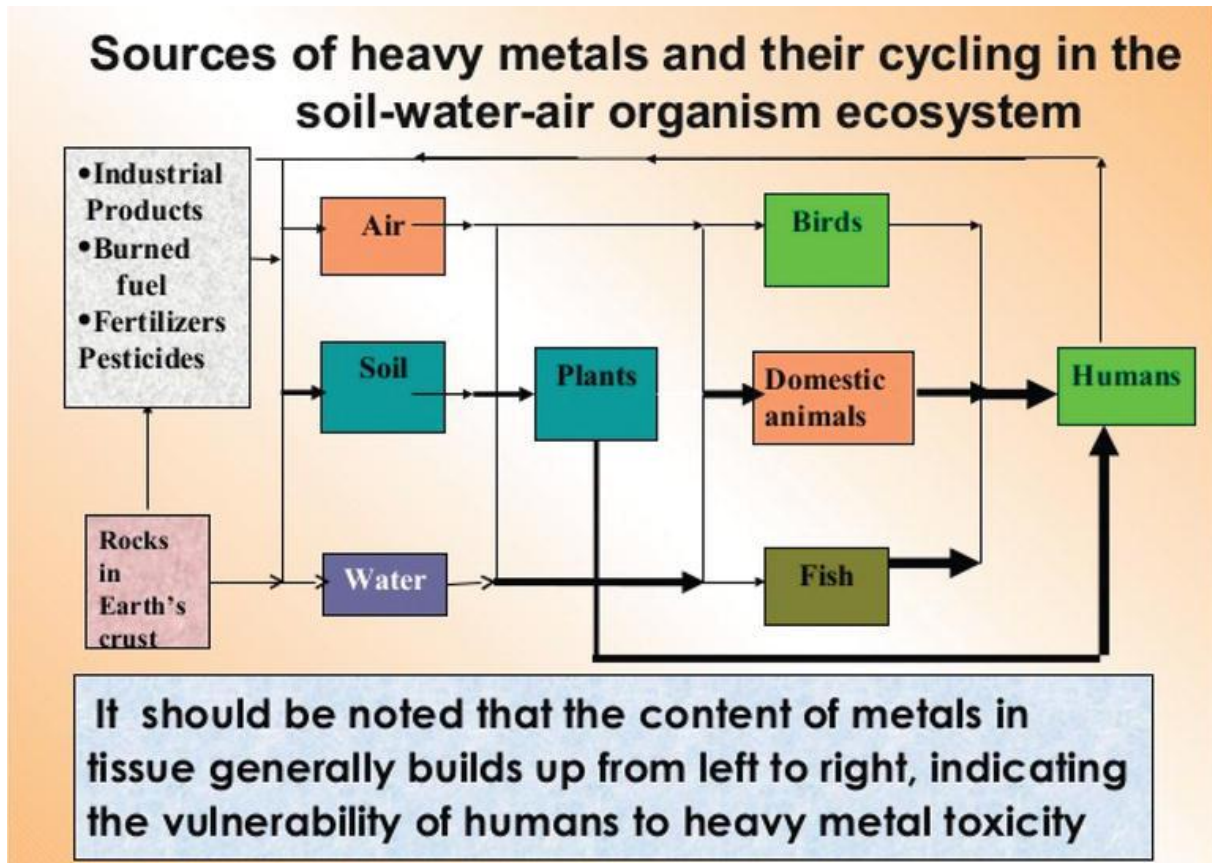 Sources of heavy metals and their cycling in the
soil-water-air organism ecosystem
•Industrial
Products
•Burned
fuel
•Fertilizers
Pesticides
Air
Birds
Soil
Plants
Domestic
animals
Humans
Rocks
in
Earth's
crust
Water
Fish
It should be noted that the content of metals in
tissue generally builds up from left to right, indicating
the vulnerability of humans to heavy metal toxicity